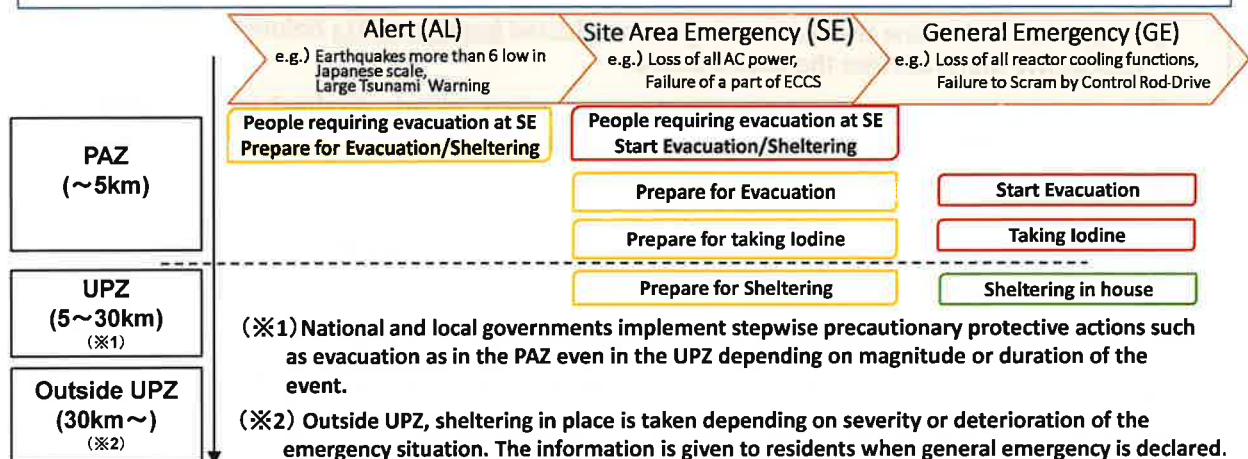 Alert (AL)
e.g.) Earthquakes more than 6 low in
Japanese scale,
Large Tsunami Warning
Site Area Emergency (SE)
e.g.) Loss of all AC power,
Failure of a part of ECCS
General Emergency (GE)
e.g.) Loss of all reactor cooling functions,
Failure to Scram by Control Rod-Drive
PAZ
(～5km)
People requiring evacuation at SE
Prepare for Evacuation/Sheltering
People requiring evacuation at SE
Start Evacuation/Sheltering
Prepare for Evacuation
Start Evacuation
Prepare for taking Iodine
Taking Iodine
UPZ
(5～30km)
(※1)
Prepare for Sheltering
Sheltering in house
(※1) National and local governments implement stepwise precautionary protective actions such
as evacuation as in the PAZ even in the UPZ depending on magnitude or duration of the
event.
Outside UPZ
(30km～)
(※2)
(※2) Outside UPZ, sheltering in place is taken depending on severity or deterioration of the
emergency situation. The information is given to residents when general emergency is declared.